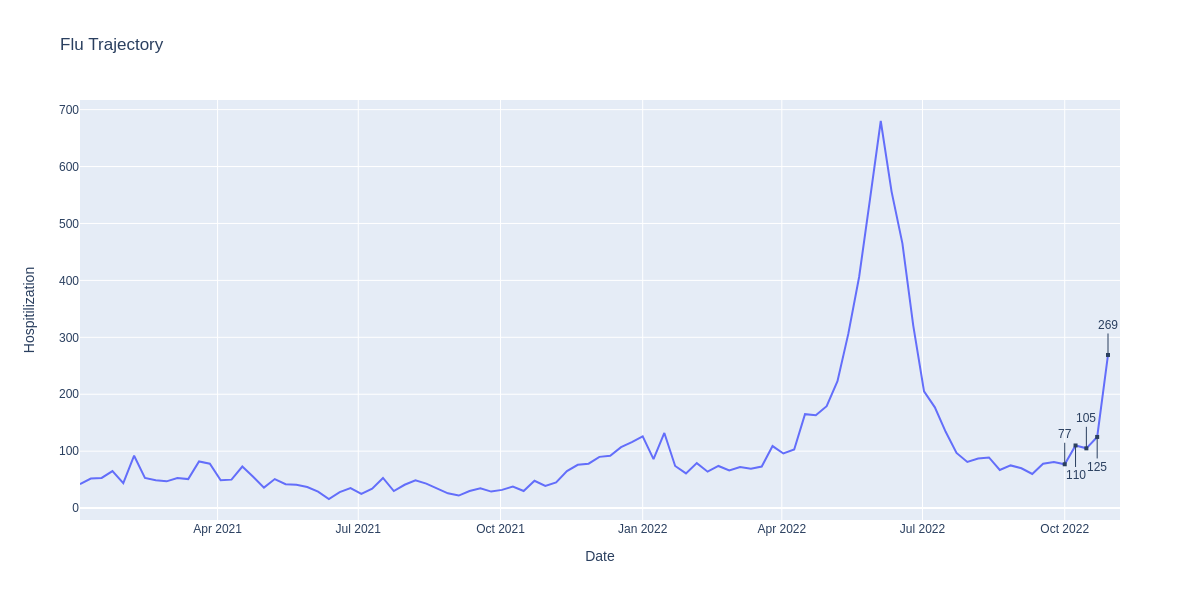 Flu Trajectory
700
600
500
400
300
200
100
0
Hospitilization
269
105
77
125
110
Apr 2021
Jul 2021
Oct 2021
Jan 2022
Apr 2022
Jul 2022
Oct 2022
Date